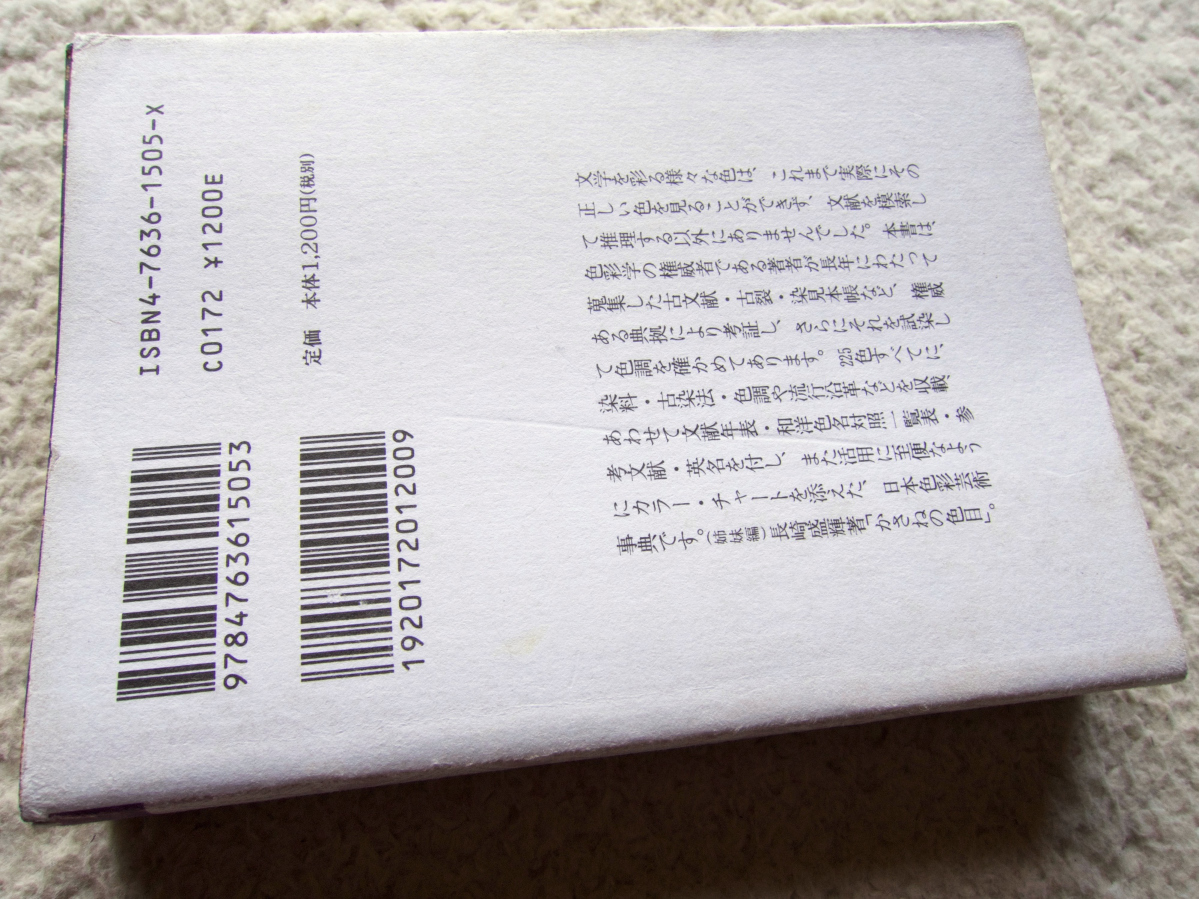 ISBN4-7636-1505-X
C0172 ¥1200E
定価 本体1,200円(税別)
9784763615053
1920172012009
文学を彩る様々な色は、これまで実際にその
正しい色を見ることができず、文献を模索し
て推理する以外にありませんでした。本書は、
色彩学の権威者である著者が長年にわたって
蒐集した古文献・古裂・染見本帳など、権威
ある典拠により考証し、さらにそれを試染し
て色調を確かめてあります。225色すべてに、
染料・古染法・色調や流行沿革などを収載、
あわせて文献年表・和洋色名対照一覧表・参
考文献・英名を付し、また活用に至便なよう
にカラー・チャートを添えた、日本色彩芸術
事典です。(姉妹編)長崎盛輝著「かさねの色目」。